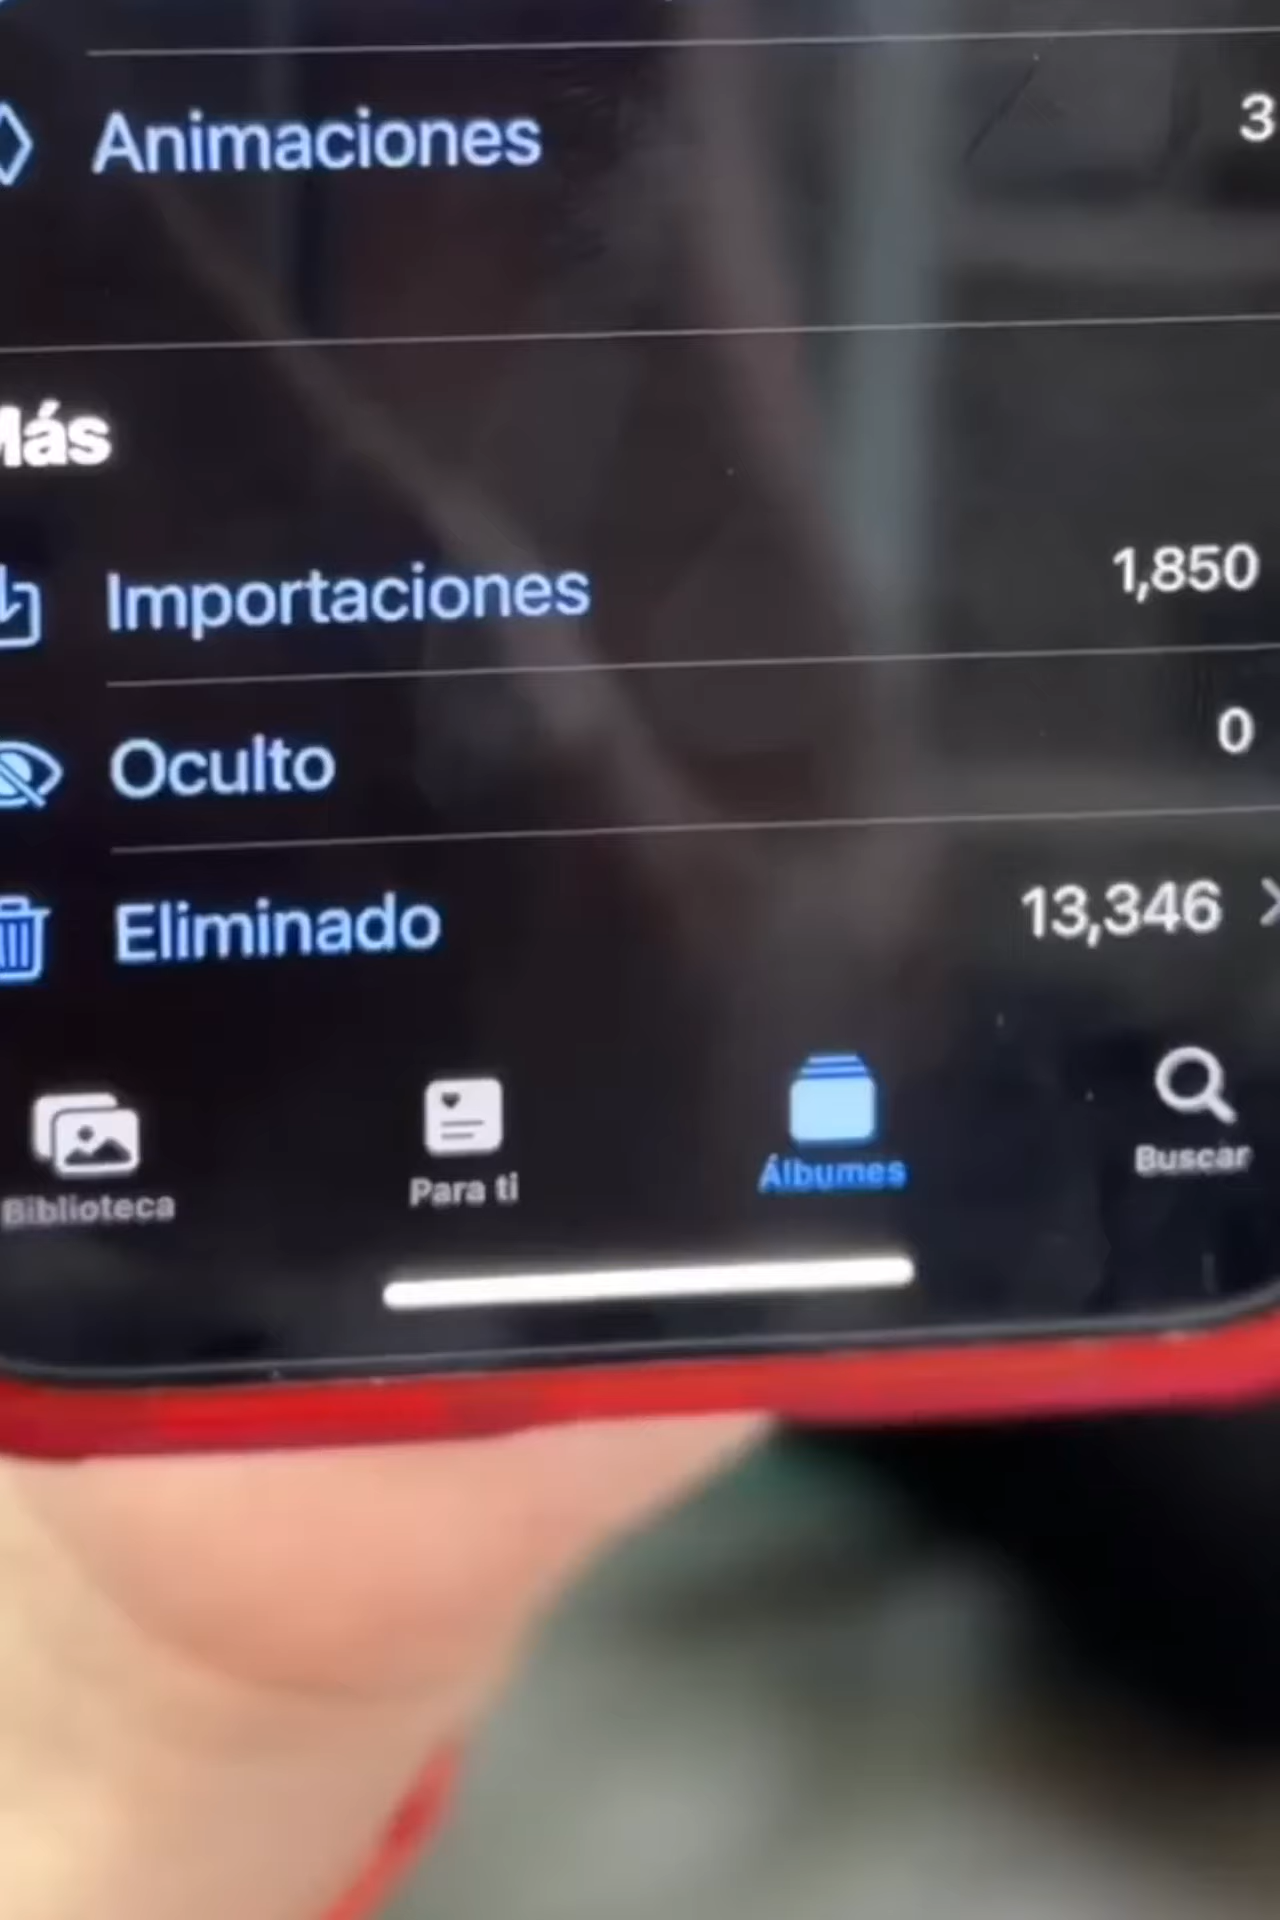 Animaciones 3
Más
Importaciones 1,850
Oculto 0
Eliminado 13,346
Biblioteca Para ti Álbumes Buscar